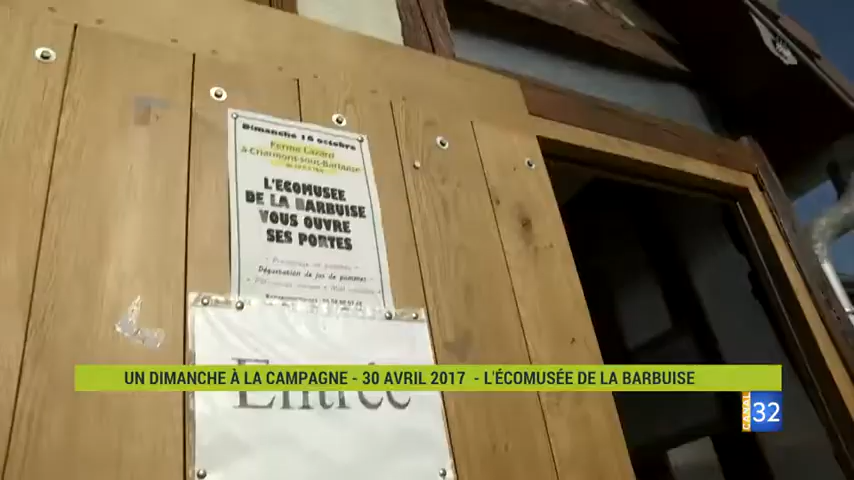 Dimanche 16 octobre
Ferme Lazard
à Charmont-sous-Barbuise
L'ECOMUSEE
DE LA BARBUISE
VOUS OUVRE
SES PORTES
Dégustation de jus de pommes
UN DIMANCHE À LA CAMPAGNE - 30 AVRIL 2017 - L'ÉCOMUSÉE DE LA BARBUISE
Entrée
CANAL 32